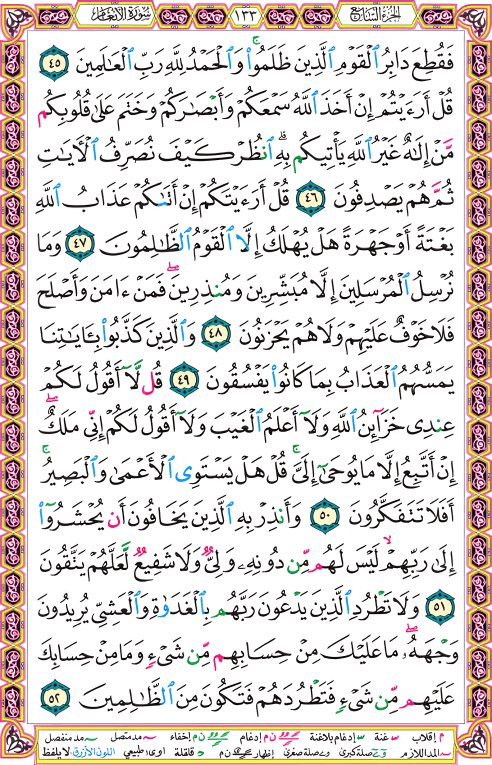 الجزء السابع ١٣٣ سورة الأنعام
فَقُطِعَ دَابِرُ ٱلْقَوْمِ ٱلَّذِينَ ظَلَمُوا۟ ۚ وَٱلْحَمْدُ لِلَّهِ رَبِّ ٱلْعَـٰلَمِينَ ٤٥
قُلْ أَرَءَيْتُمْ إِنْ أَخَذَ ٱللَّهُ سَمْعَكُمْ وَأَبْصَـٰرَكُمْ وَخَتَمَ عَلَىٰ قُلُوبِكُم
مَّنْ إِلَـٰهٌ غَيْرُ ٱللَّهِ يَأْتِيكُم بِهِ ۗ ٱنظُرْ كَيْفَ نُصَرِّفُ ٱلْـَٔايَـٰتِ
ثُمَّ هُمْ يَصْدِفُونَ ٤٦ قُلْ أَرَءَيْتَكُمْ إِنْ أَتَىٰكُمْ عَذَابُ ٱللَّهِ
بَغْتَةً أَوْ جَهْرَةً هَلْ يُهْلَكُ إِلَّا ٱلْقَوْمُ ٱلظَّـٰلِمُونَ ٤٧ وَمَا
نُرْسِلُ ٱلْمُرْسَلِينَ إِلَّا مُبَشِّرِينَ وَمُنذِرِينَ ۖ فَمَنْ ءَامَنَ وَأَصْلَحَ
فَلَا خَوْفٌ عَلَيْهِمْ وَلَا هُمْ يَحْزَنُونَ ٤٨ وَٱلَّذِينَ كَذَّبُوا۟ بِـَٔايَـٰتِنَا
يَمَسُّهُمُ ٱلْعَذَابُ بِمَا كَانُوا۟ يَفْسُقُونَ ٤٩ قُل لَّآ أَقُولُ لَكُمْ
عِندِى خَزَآئِنُ ٱللَّهِ وَلَآ أَعْلَمُ ٱلْغَيْبَ وَلَآ أَقُولُ لَكُمْ إِنِّى مَلَكٌ ۖ
إِنْ أَتَّبِعُ إِلَّا مَا يُوحَىٰٓ إِلَىَّ ۚ قُلْ هَلْ يَسْتَوِى ٱلْأَعْمَىٰ وَٱلْبَصِيرُ ۚ
أَفَلَا تَتَفَكَّرُونَ ٥٠ وَأَنذِرْ بِهِ ٱلَّذِينَ يَخَافُونَ أَن يُحْشَرُوٓا۟
إِلَىٰ رَبِّهِمْ ۙ لَيْسَ لَهُم مِّن دُونِهِۦ وَلِىٌّ وَلَا شَفِيعٌ لَّعَلَّهُمْ يَتَّقُونَ
٥١ وَلَا تَطْرُدِ ٱلَّذِينَ يَدْعُونَ رَبَّهُم بِٱلْغَدَوٰةِ وَٱلْعَشِىِّ يُرِيدُونَ
وَجْهَهُۥ ۖ مَا عَلَيْكَ مِنْ حِسَابِهِم مِّن شَىْءٍ وَمَا مِنْ حِسَابِكَ
عَلَيْهِم مِّن شَىْءٍ فَتَطْرُدَهُمْ فَتَكُونَ مِنَ ٱلظَّـٰلِمِينَ ٥٢
م إقلاب غنة إدغام بلاغنة ن م إدغام ن م إخفاء مد متصل مد منفصل
المد اللازم صلة كبرى صلة صغرى إظهار ن م قلقلة اوى: طبيعي اللون الأزرق: لا يلفظ